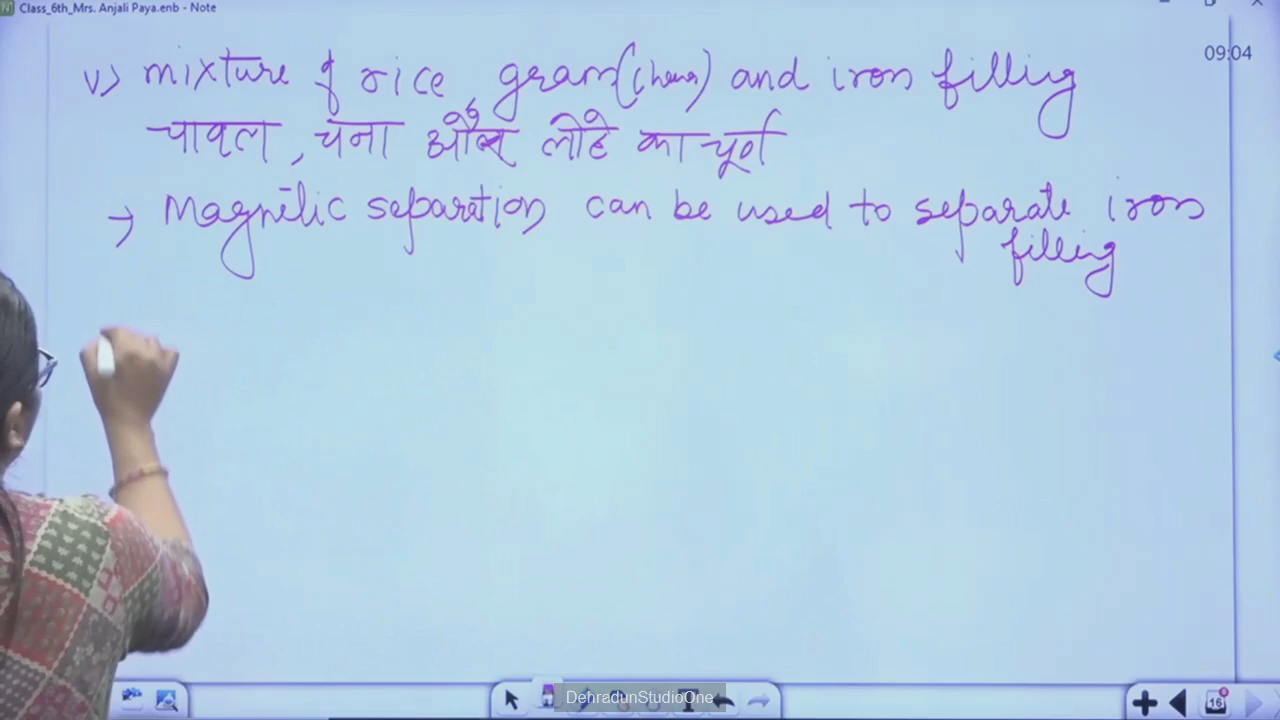 Class_6th_Mrs. Anjali Paya.enb - Note
09:04
v) mixture of rice, gram(chana) and iron filling
चावल, चना और लोहे का चूर्ण
→ Magnetic separation can be used to separate iron filling
DehradunStudioOne
16